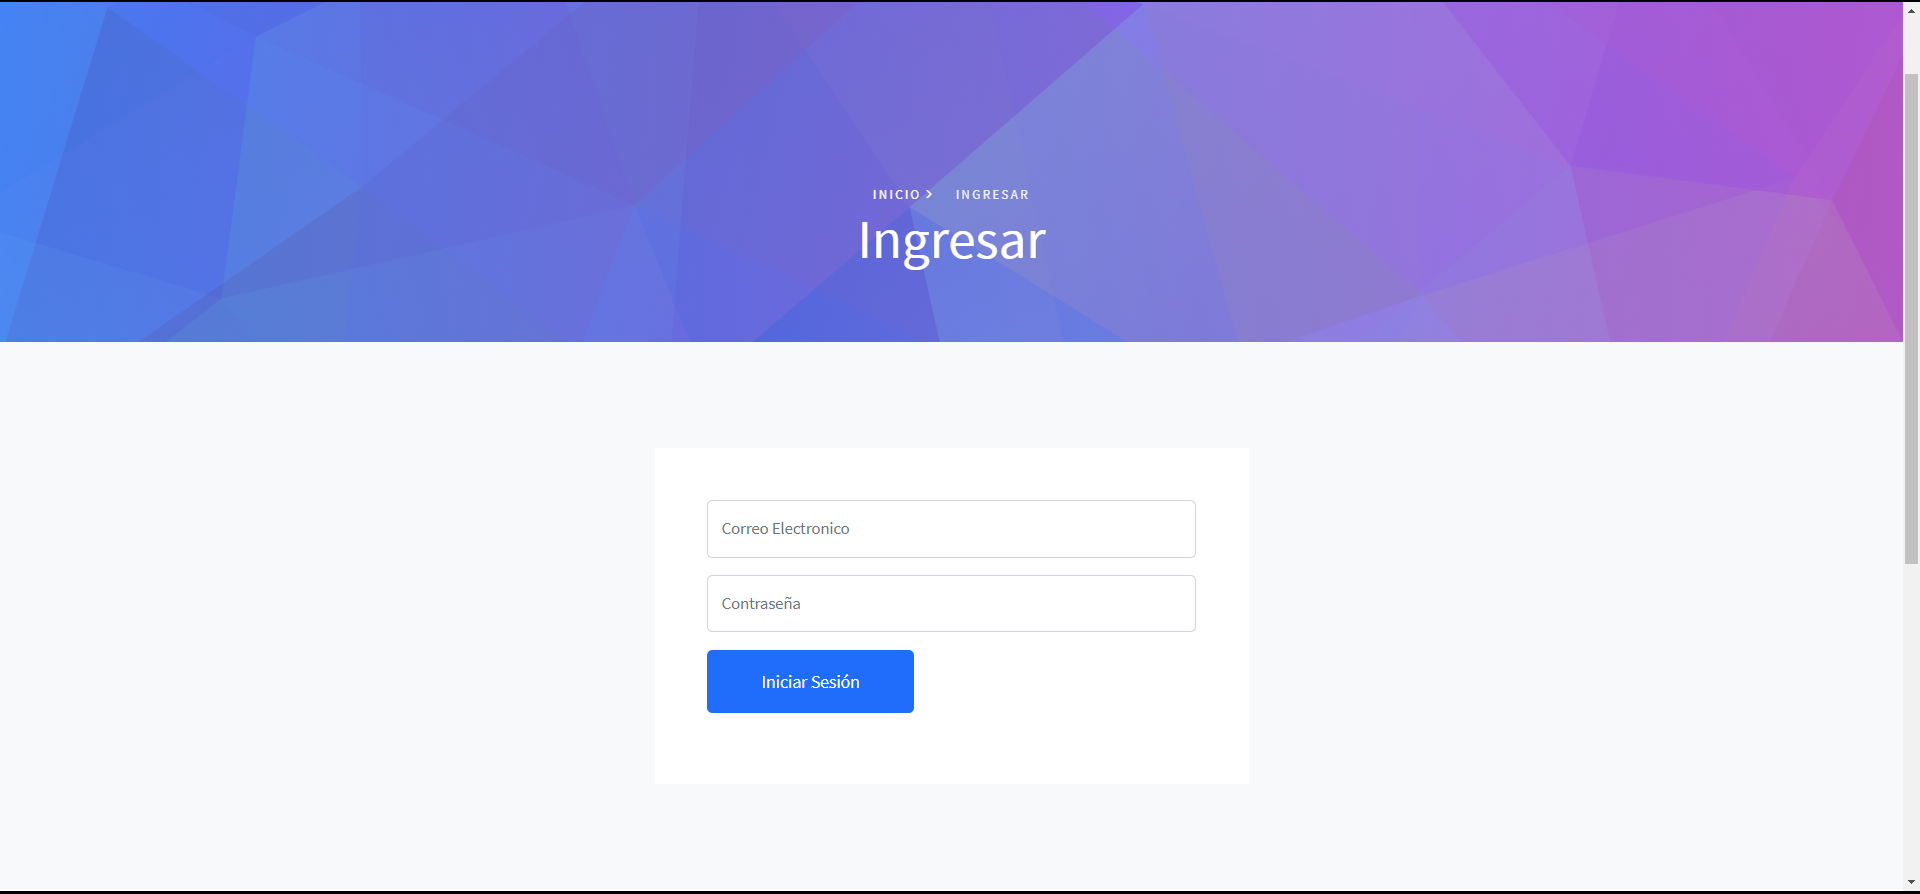 INICIO > INGRESAR
Ingresar
Correo Electronico
Contraseña
Iniciar Sesión